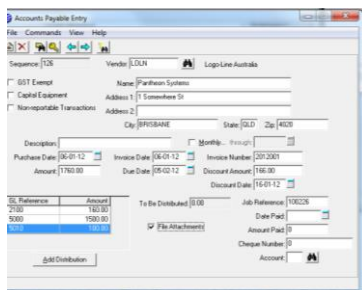 Accounts Payable Entry
File Commands View Help
Sequence: 126 Vendor: LOLN Logo-Line Australia
GST Exempt Name: Pantheon Systems
Capital Equipment Address 1: 1 Somewhere St
Non-reportable Transactions Address 2:
City: BRISBANE State: QLD Zip: 4020
Description: Monthly... through:
Purchase Date: 06-01-12 Invoice Date: 06-01-12 Invoice Number: 2012001
Amount: 1760.00 Due Date: 05-02-12 Discount Amount: 166.00
Discount Date: 16-01-12
GL Reference Amount To Be Distributed: 0.00 Job Reference: 108226
2100 160.00 Date Paid:
5000 1500.00
5010 100.00 File Attachments Amount Paid: 0
Cheque Number: 0
Add Distribution Account: